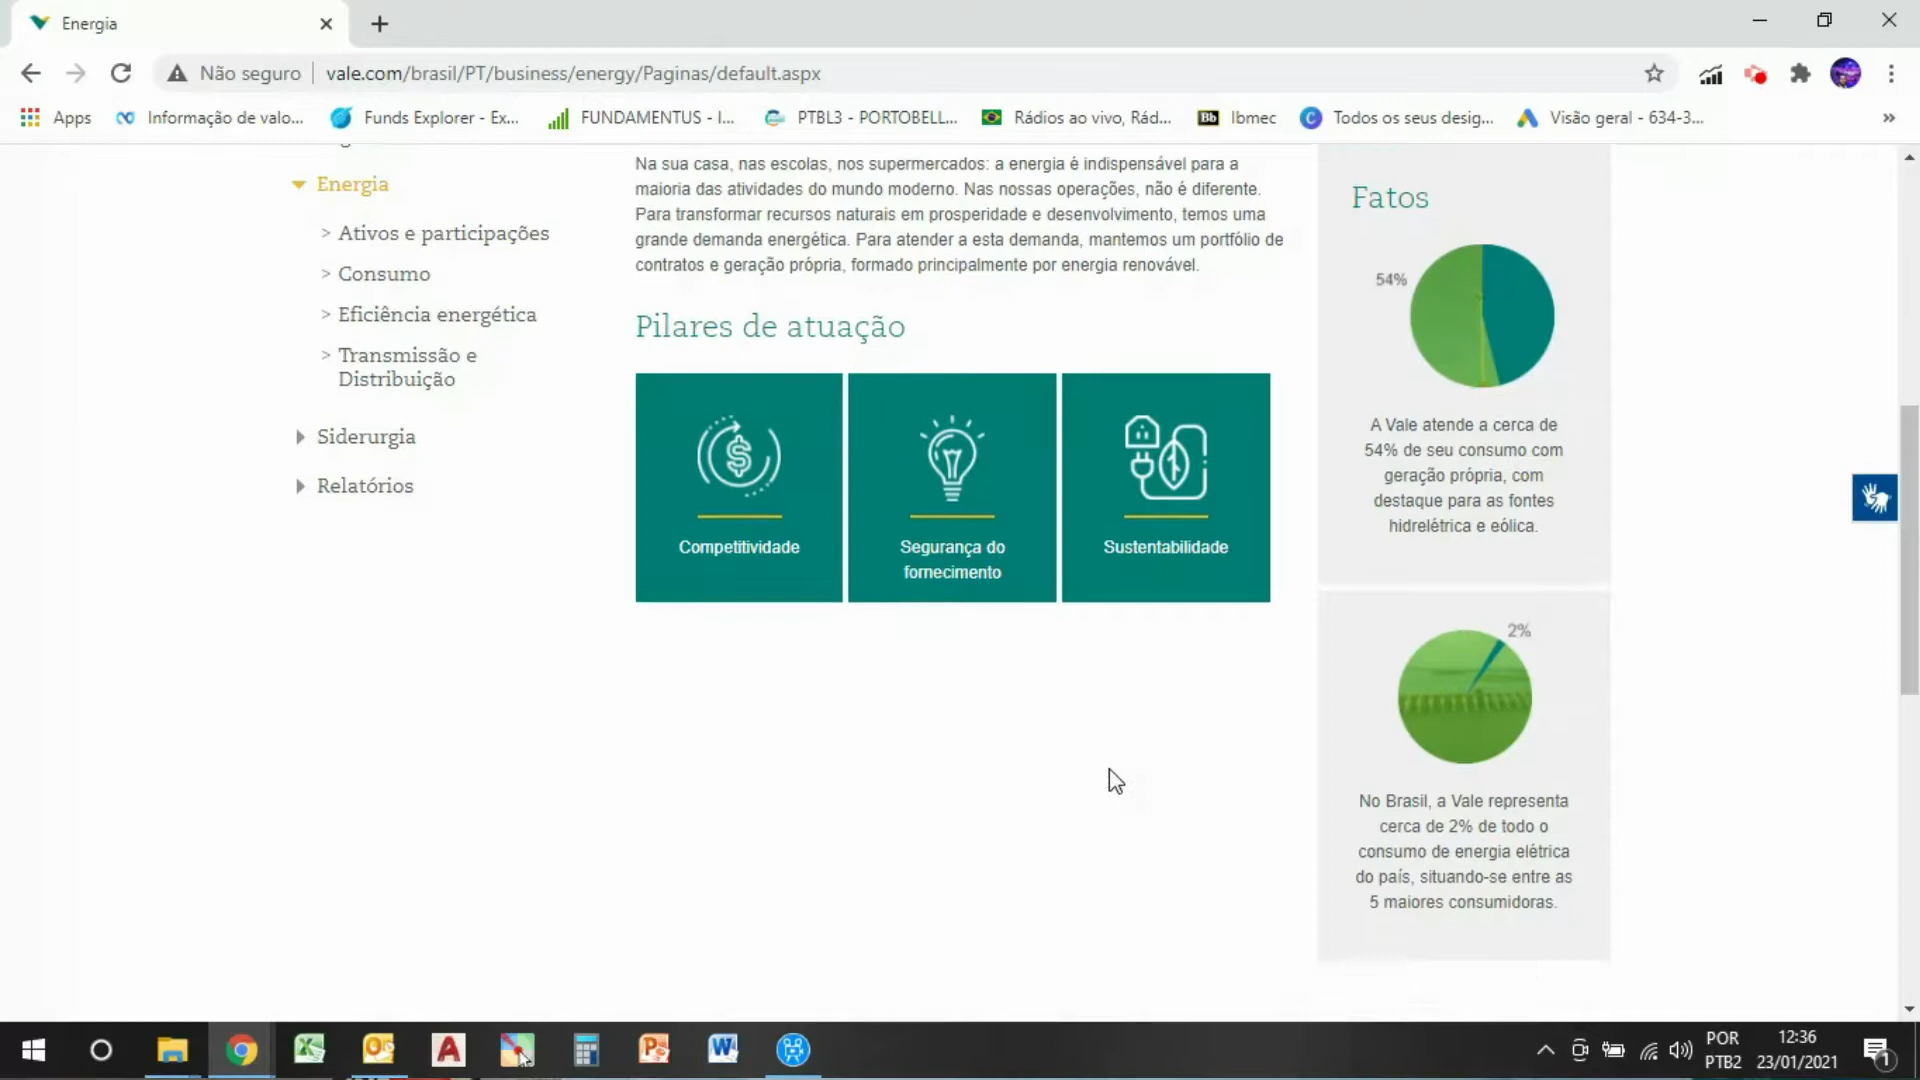 Energia
Não seguro
vale.com/brasil/PT/business/energy/Paginas/default.aspx
Apps
Informação de valo...
Funds Explorer - Ex...
FUNDAMENTUS - I...
PTBL3 - PORTOBELL...
Rádios ao vivo, Rád...
Bb
Ibmec
Todos os seus desig...
Visão geral - 634-3...
»
Energia
> Ativos e participações
> Consumo
> Eficiência energética
> Transmissão e
Distribuição
Siderurgia
Relatórios
Na sua casa, nas escolas, nos supermercados: a energia é indispensável para a
maioria das atividades do mundo moderno. Nas nossas operações, não é diferente.
Para transformar recursos naturais em prosperidade e desenvolvimento, temos uma
grande demanda energética. Para atender a esta demanda, mantemos um portfólio de
contratos e geração própria, formado principalmente por energia renovável.
Pilares de atuação
Competitividade
Segurança do
fornecimento
Sustentabilidade
Fatos
54%
A Vale atende a cerca de
54% de seu consumo com
geração própria, com
destaque para as fontes
hidrelétrica e eólica.
2%
No Brasil, a Vale representa
cerca de 2% de todo o
consumo de energia elétrica
do país, situando-se entre as
5 maiores consumidoras.
POR
PTB2
12:36
23/01/2021
1